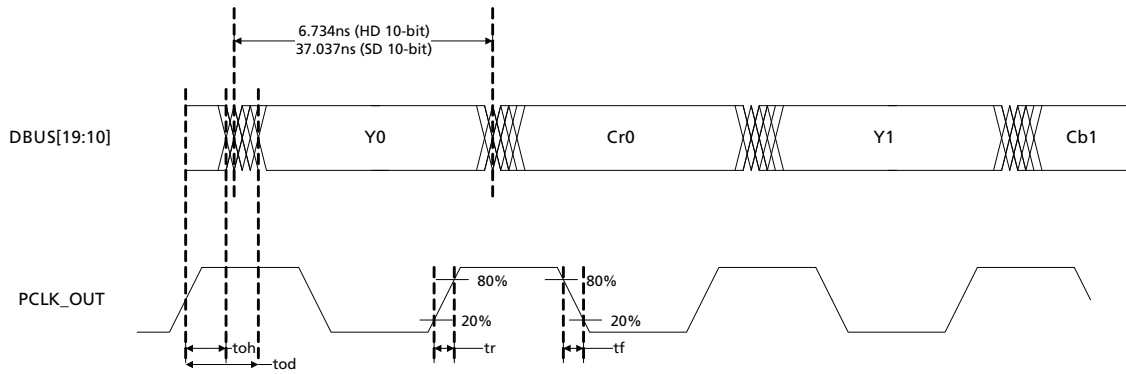 6.734ns (HD 10-bit)
37.037ns (SD 10-bit)
DBUS[19:10]
Y0
Cr0
Y1
Cb1
PCLK_OUT
80%
80%
20%
20%
toh
tr
tf
tod